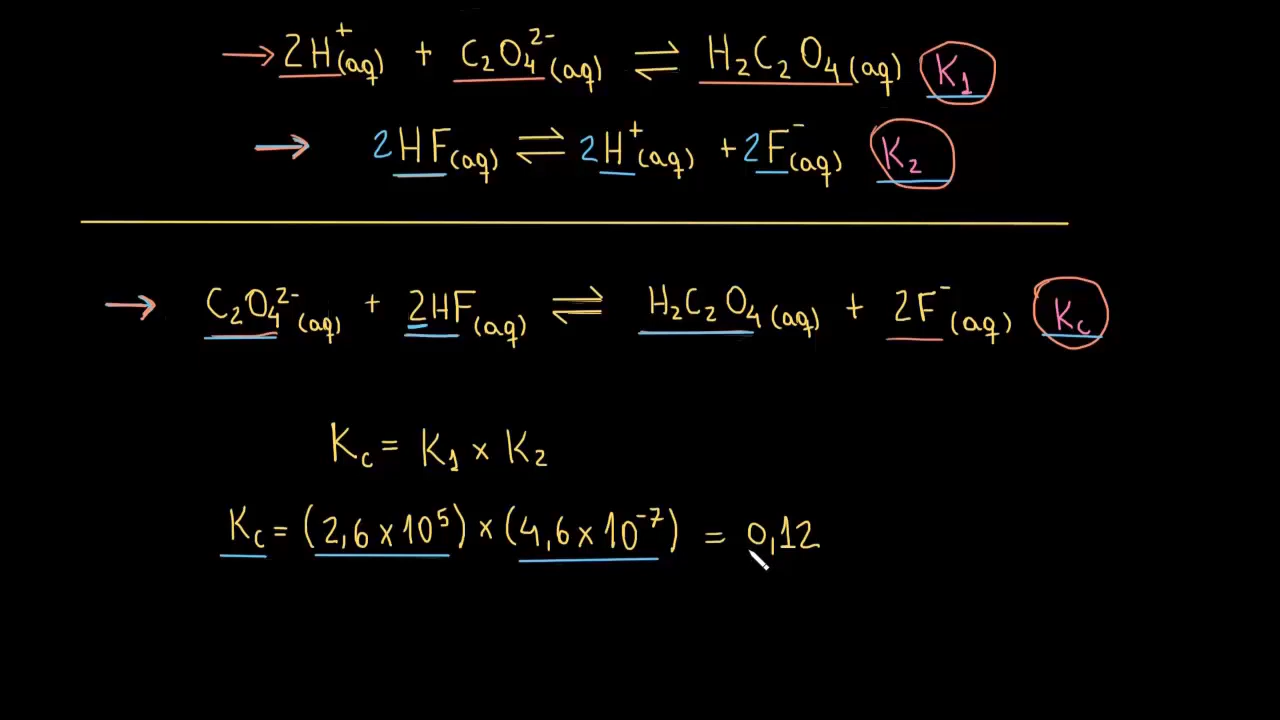 → 2H⁺(aq) + C₂O₄²⁻(aq) ⇌ H₂C₂O₄(aq) K₁
→ 2HF(aq) ⇌ 2H⁺(aq) + 2F⁻(aq) K₂
→ C₂O₄²⁻(aq) + 2HF(aq) ⇌ H₂C₂O₄(aq) + 2F⁻(aq) Kc
Kc = K₁ × K₂
Kc = (2,6 × 10⁵) × (4,6 × 10⁻⁷) = 0,12